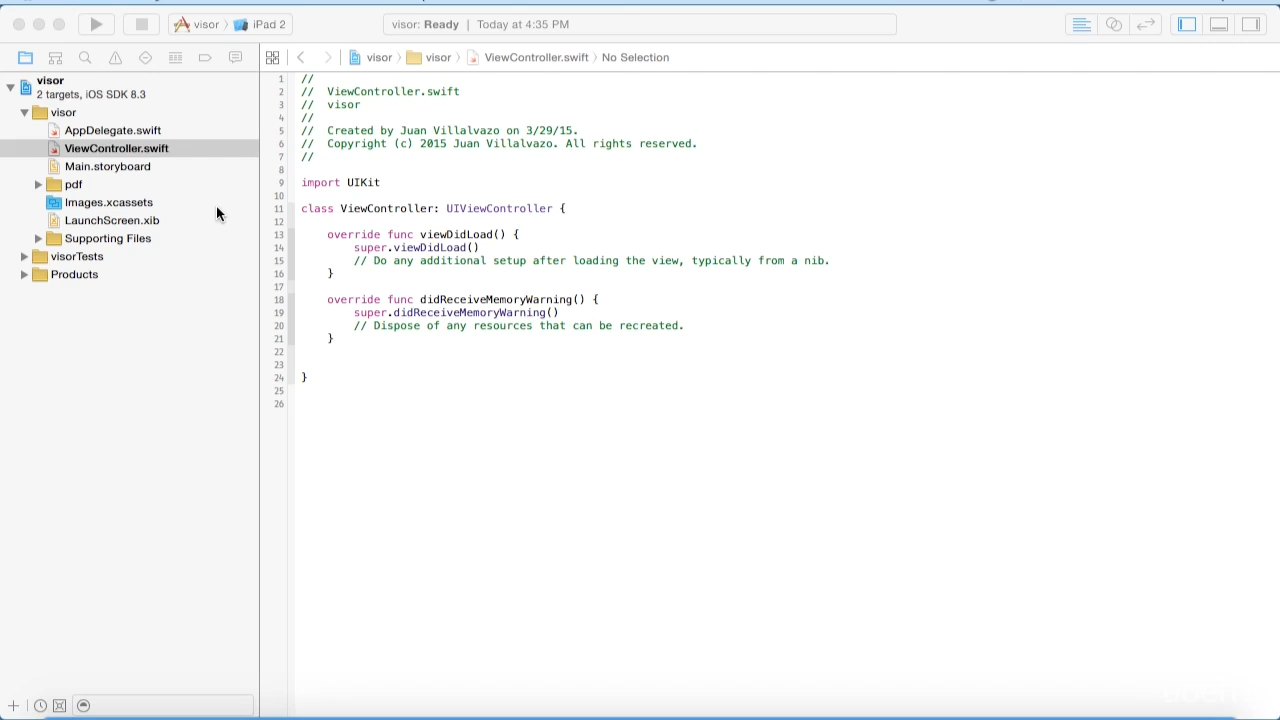 visor 〉 iPad 2
visor: Ready | Today at 4:35 PM
visor 〉 visor 〉 ViewController.swift 〉 No Selection
visor
2 targets, iOS SDK 8.3
visor
AppDelegate.swift
ViewController.swift
Main.storyboard
pdf
Images.xcassets
LaunchScreen.xib
Supporting Files
visorTests
Products
1 //
2 //  ViewController.swift
3 //  visor
4 //
5 //  Created by Juan Villalvazo on 3/29/15.
6 //  Copyright (c) 2015 Juan Villalvazo. All rights reserved.
7 //
8
9 import UIKit
10
11 class ViewController: UIViewController {
12
13     override func viewDidLoad() {
14         super.viewDidLoad()
15         // Do any additional setup after loading the view, typically from a nib.
16     }
17
18     override func didReceiveMemoryWarning() {
19         super.didReceiveMemoryWarning()
20         // Dispose of any resources that can be recreated.
21     }
22
23
24 }
25
26